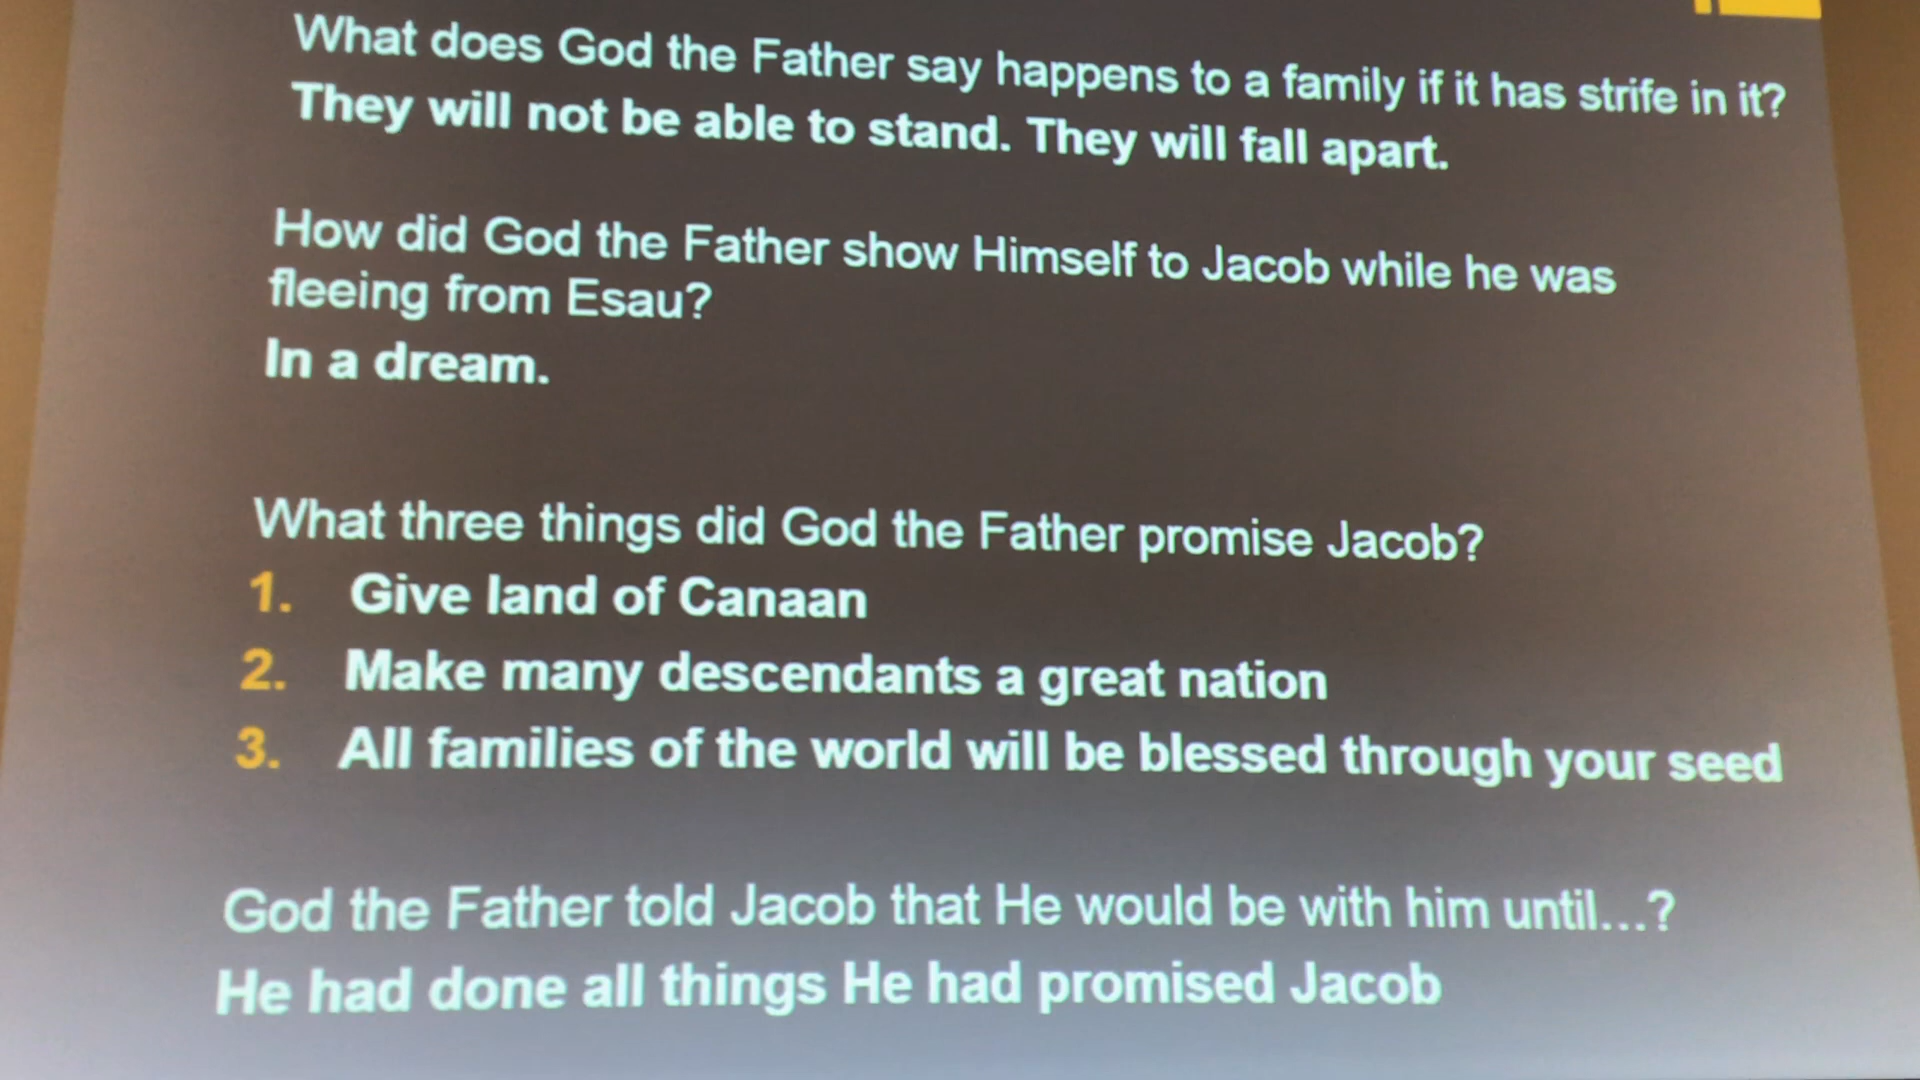 What does God the Father say happens to a family if it has strife in it?
They will not be able to stand. They will fall apart.
How did God the Father show Himself to Jacob while he was
fleeing from Esau?
In a dream.
What three things did God the Father promise Jacob?
1. Give land of Canaan
2. Make many descendants a great nation
3. All families of the world will be blessed through your seed
God the Father told Jacob that He would be with him until...?
He had done all things He had promised Jacob